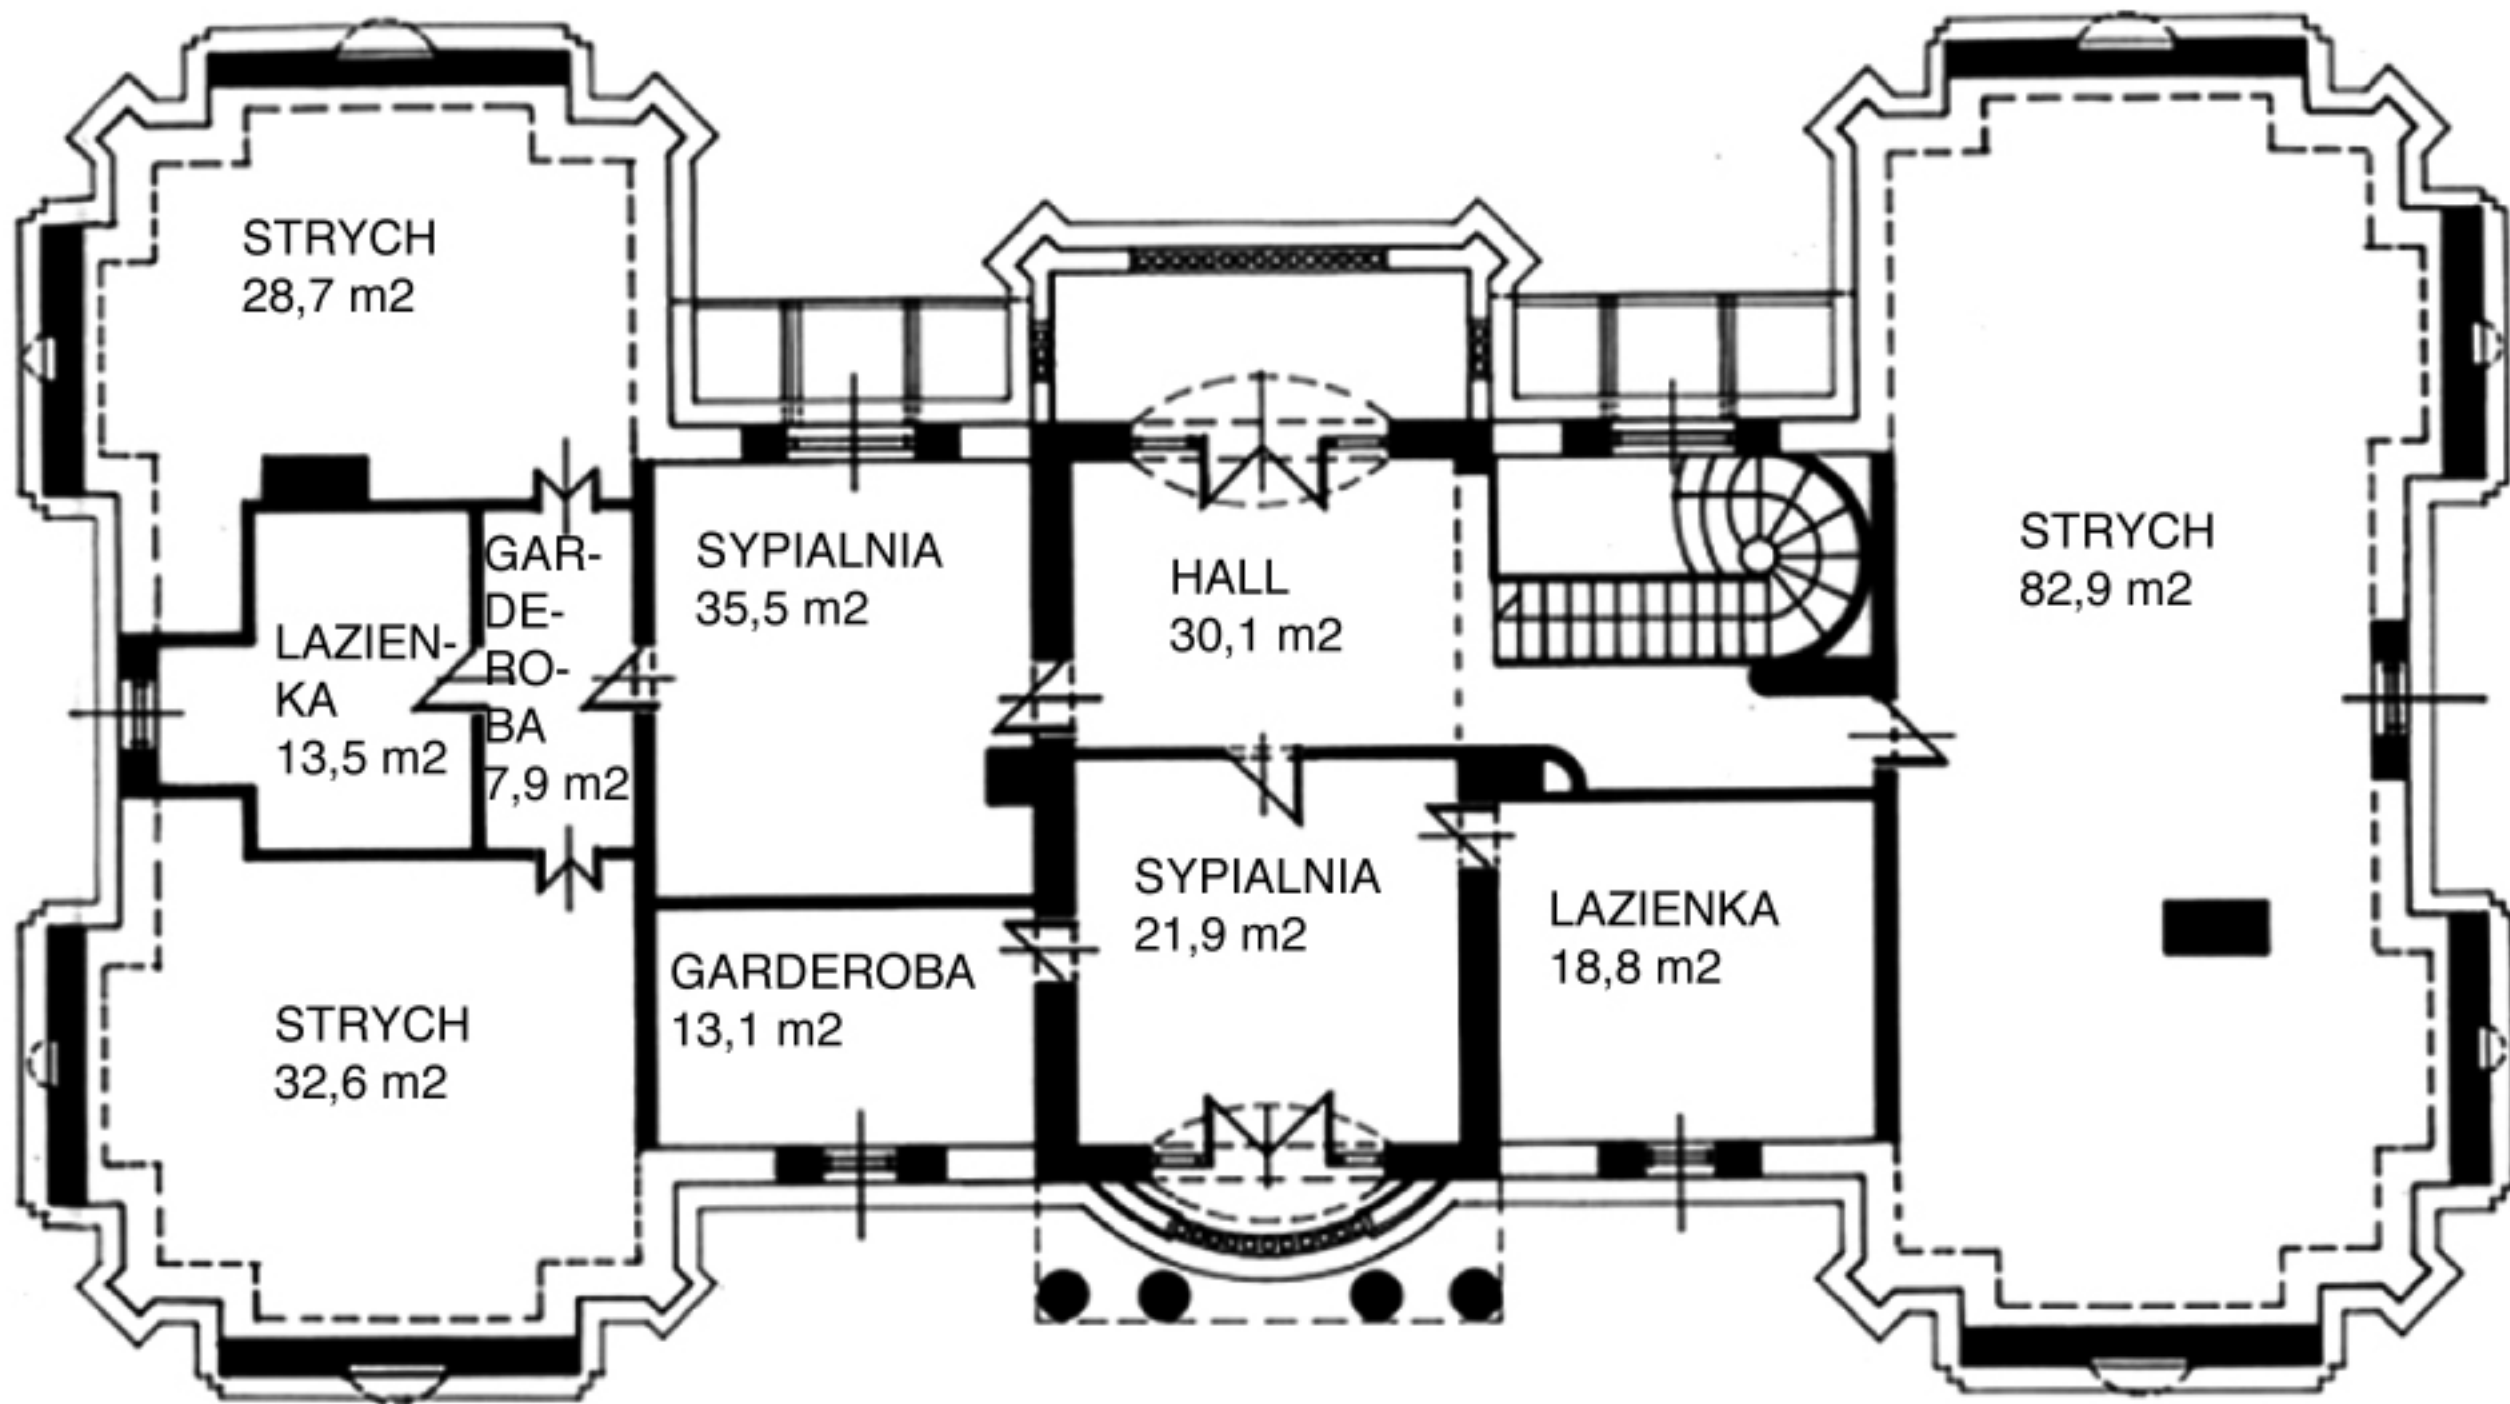 STRYCH
28,7 m2
GAR-
DE-
RO-
BA
7,9 m2
SYPIALNIA
35,5 m2
HALL
30,1 m2
STRYCH
82,9 m2
LAZIEN-
KA
13,5 m2
SYPIALNIA
21,9 m2
LAZIENKA
18,8 m2
GARDEROBA
13,1 m2
STRYCH
32,6 m2